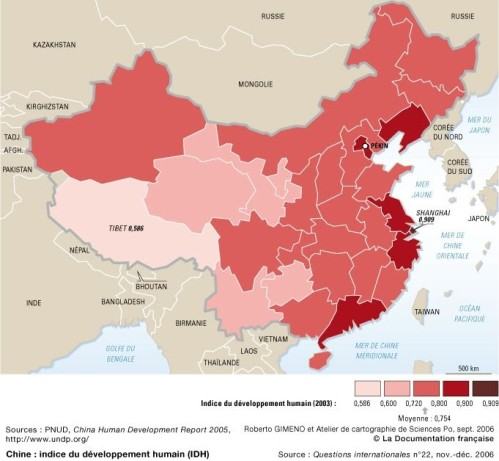 RUSSIE
RUSSIE
KAZAKHSTAN
MONGOLIE
KIRGHIZSTAN
MER DU
JAPON
CORÉE
DU NORD
TADJ.
PÉKIN
AFGH.
CORÉE
DU SUD
PAKISTAN
MER
JAUNE
JAPON
SHANGHAI
0,909
TIBET 0,586
MER DE
CHINE
ORIENTALE
NÉPAL
BHOUTAN
BANGLADESH
INDE
TAIWAN
OCÉAN
PACIFIQUE
BIRMANIE
VIETNAM
LAOS
GOLFE DU
BENGALE
MER DE CHINE
MÉRIDIONALE
THAÏLANDE
500 km
Indice du développement humain (2003) :
0,586 0,600 0,720 0,800 0,900 0,909
Moyenne : 0,754
Sources : PNUD, China Human Development Report 2005,
http://www.undp.org/
Roberto GIMENO et Atelier de cartographie de Sciences Po, sept. 2006
© La Documentation française
Chine : indice du développement humain (IDH)
Source : Questions internationales n°22, nov.-déc. 2006